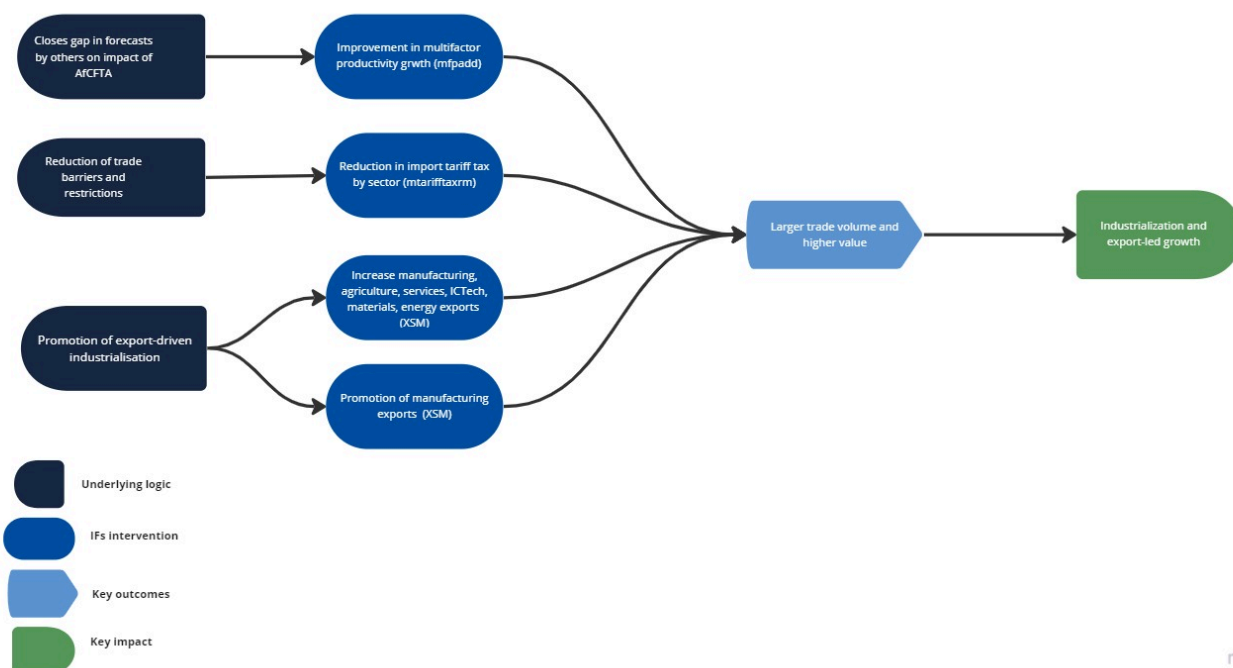 Closes gap in forecasts
by others on impact of
AfCFTA
Improvement in multifactor
productivity grwth (mfpadd)
Reduction of trade
barriers and
restrictions
Reduction in import tariff tax
by sector (mtarifftaxrm)
Larger trade volume and
higher value
Industrialization and
export-led growth
Promotion of export-driven
industrialisation
Increase manufacturing,
agriculture, services, ICTech,
materials, energy exports
(XSM)
Promotion of manufacturing
exports (XSM)
Underlying logic
IFs intervention
Key outcomes
Key impact